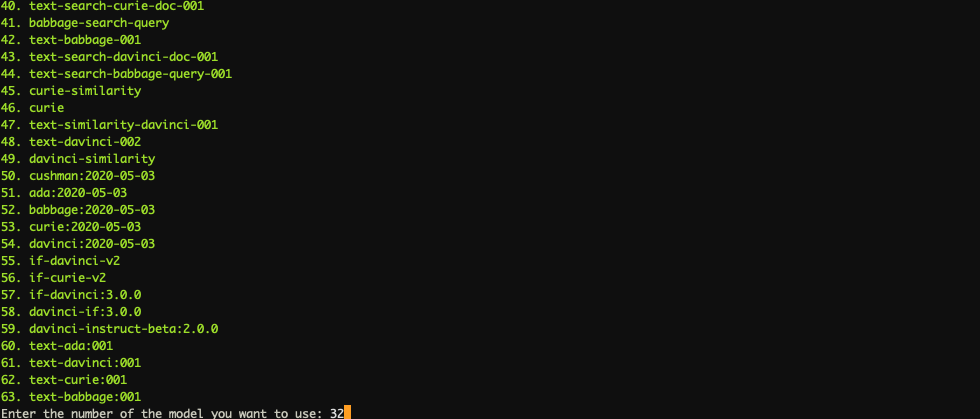 40. text-search-curie-doc-001
41. babbage-search-query
42. text-babbage-001
43. text-search-davinci-doc-001
44. text-search-babbage-query-001
45. curie-similarity
46. curie
47. text-similarity-davinci-001
48. text-davinci-002
49. davinci-similarity
50. cushman:2020-05-03
51. ada:2020-05-03
52. babbage:2020-05-03
53. curie:2020-05-03
54. davinci:2020-05-03
55. if-davinci-v2
56. if-curie-v2
57. if-davinci:3.0.0
58. davinci-if:3.0.0
59. davinci-instruct-beta:2.0.0
60. text-ada:001
61. text-davinci:001
62. text-curie:001
63. text-babbage:001
Enter the number of the model you want to use: 32